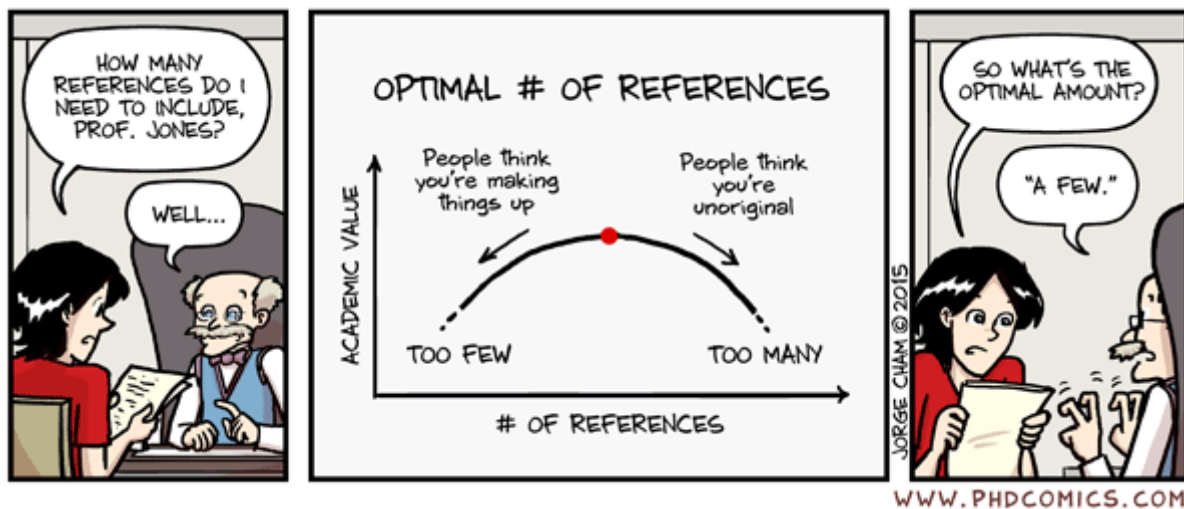 HOW MANY
REFERENCES DO I
NEED TO INCLUDE,
PROF. JONES?
WELL...
OPTIMAL # OF REFERENCES
People think
you're making
things up
People think
you're
unoriginal
ACADEMIC VALUE
TOO FEW
TOO MANY
# OF REFERENCES
SO WHAT'S THE
OPTIMAL AMOUNT?
"A FEW."
JORGE CHAM © 2015
WWW.PHDCOMICS.COM